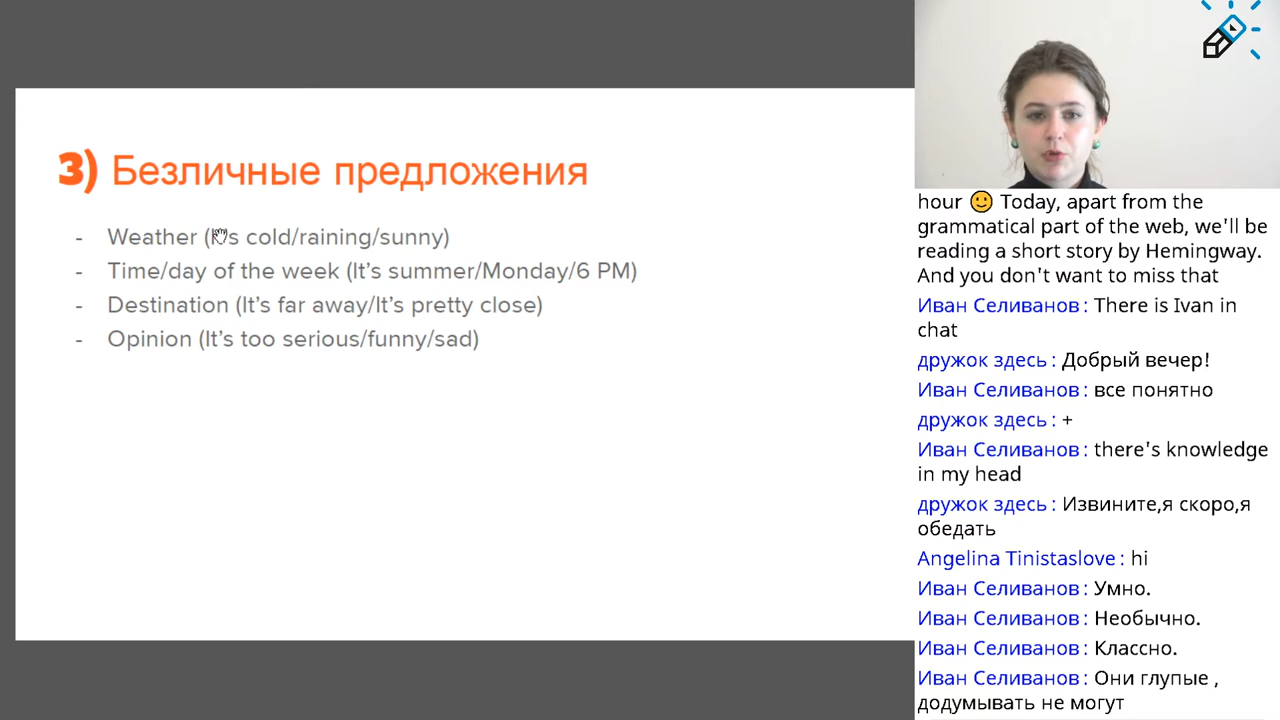 3) Безличные предложения
- Weather (It's cold/raining/sunny)
- Time/day of the week (It's summer/Monday/6 PM)
- Destination (It's far away/It's pretty close)
- Opinion (It's too serious/funny/sad)
hour 🙂 Today, apart from the
grammatical part of the web, we'll be
reading a short story by Hemingway.
And you don't want to miss that
Иван Селиванов : There is Ivan in
chat
дружок здесь : Добрый вечер!
Иван Селиванов : все понятно
дружок здесь : +
Иван Селиванов : there's knowledge
in my head
дружок здесь : Извините,я скоро,я
обедать
Angelina Tinistaslove : hi
Иван Селиванов : Умно.
Иван Селиванов : Необычно.
Иван Селиванов : Классно.
Иван Селиванов : Они глупые ,
додумывать не могут